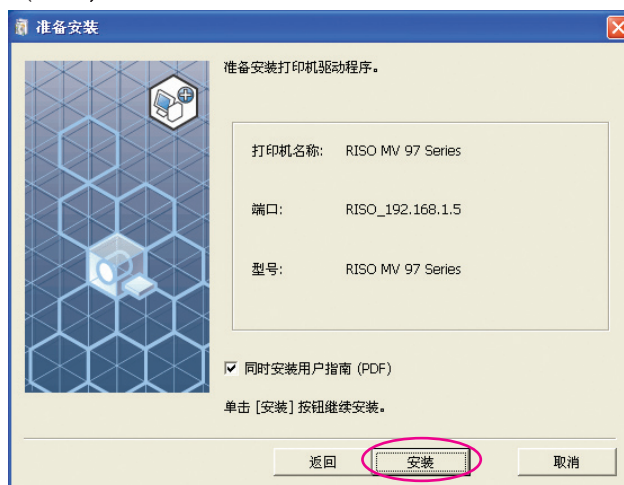 准备安装
准备安装打印机驱动程序。
打印机名称: RISO MV 97 Series
端口: RISO_192.168.1.5
型号: RISO MV 97 Series
同时安装用户指南 (PDF)
单击 [安装] 按钮继续安装。
返回 安装 取消